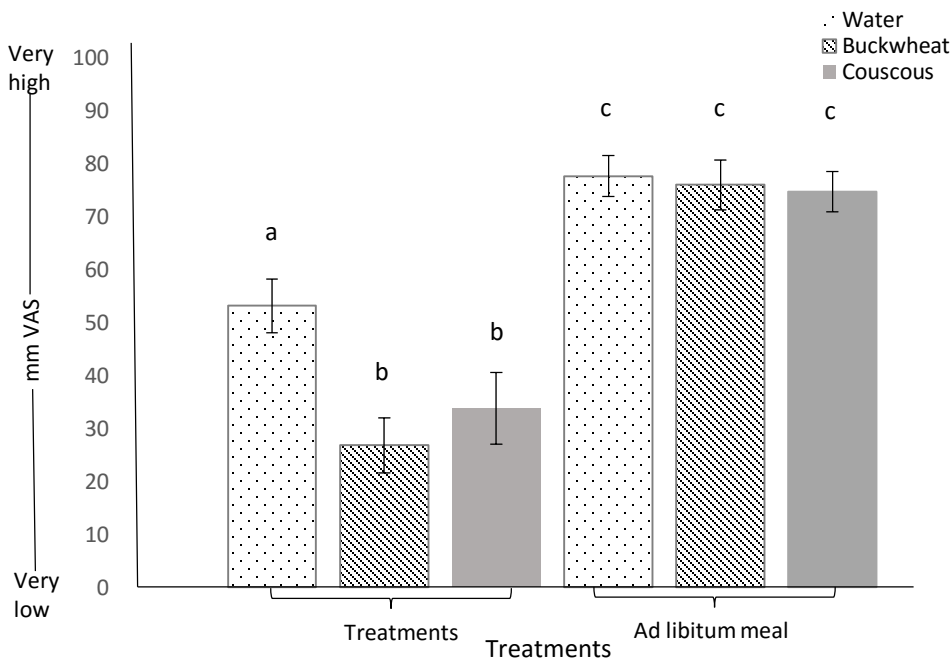 Water
Buckwheat
Couscous
Very
high
100
90
80
70
60
50
40
30
20
10
0
mm VAS
Very
low
a
b
b
c
c
c
Treatments
Ad libitum meal
Treatments